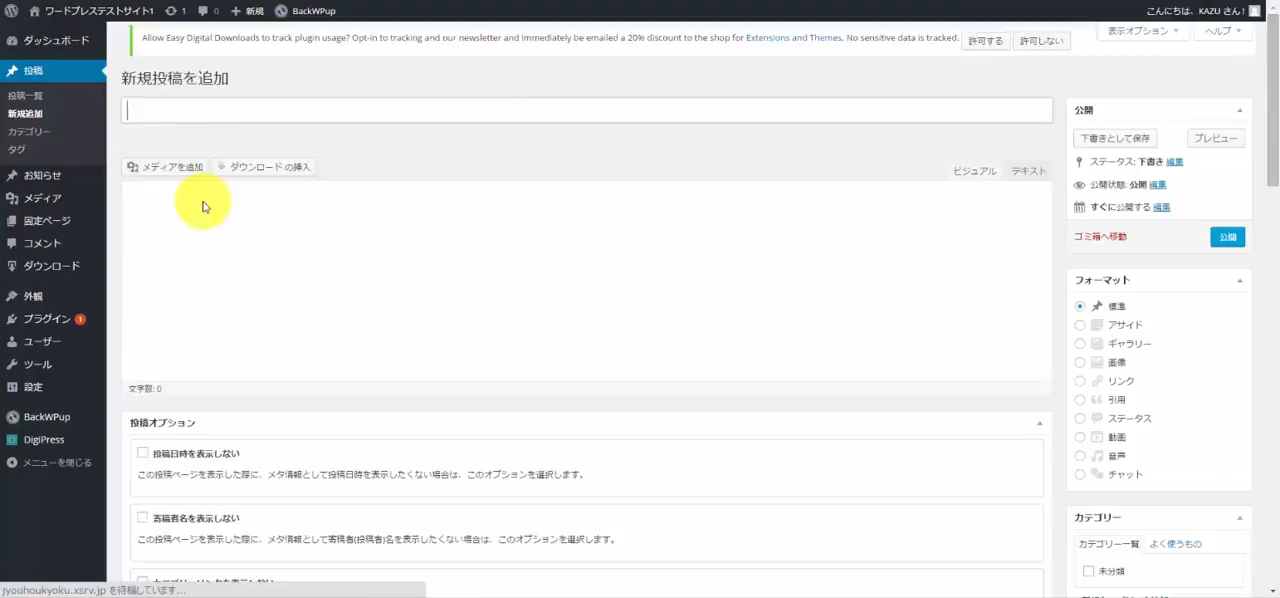 ワードプレステストサイト1 1 0 新規 BackWPup こんにちは、KAZU さん!
Allow Easy Digital Downloads to track plugin usage? Opt-in to tracking and our newsletter and immediately be emailed a 20% discount to the shop for Extensions and Themes. No sensitive data is tracked. 許可する 許可しない
表示オプション ヘルプ
ダッシュボード
投稿
投稿一覧
新規追加
カテゴリー
タグ
お知らせ
メディア
固定ページ
コメント
ダウンロード
外観
プラグイン 1
ユーザー
ツール
設定
BackWPup
DigiPress
メニューを閉じる
新規投稿を追加
メディアを追加 ダウンロード の挿入
ビジュアル テキスト
文字数: 0
投稿オプション
投稿日時を表示しない
この投稿ページを表示した際に、メタ情報として投稿日時を表示したくない場合は、このオプションを選択します。
寄稿者名を表示しない
この投稿ページを表示した際に、メタ情報として寄稿者(投稿者)名を表示したくない場合は、このオプションを選択します。
公開
下書きとして保存 プレビュー
ステータス: 下書き 編集
公開状態: 公開 編集
すぐに公開する 編集
ゴミ箱へ移動 公開
フォーマット
標準
アサイド
ギャラリー
画像
リンク
引用
ステータス
動画
音声
チャット
カテゴリー
カテゴリー一覧 よく使うもの
未分類
jyouhoukyoku.xsrv.jp を待機しています...